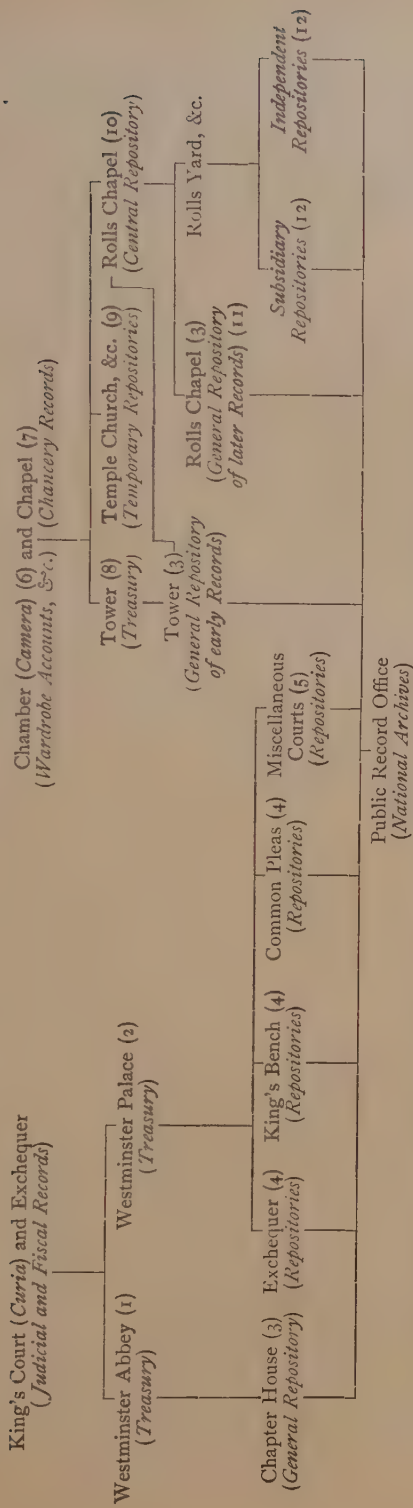 King's Court (Curia) and Exchequer
(Judicial and Fiscal Records)
Westminster Abbey (1)
(Treasury)
Westminster Palace (2)
(Treasury)
Chapter House (3)
(General Repository)
Exchequer (4)
(Repositories)
King's Bench (4)
(Repositories)
Common Pleas (4)
(Repositories)
Miscellaneous
Courts (5)
(Repositories)
Chamber (Camera) (6) and Chapel (7)
(Wardrobe Accounts, &c.) (Chancery Records)
Tower (8)
(Treasury)
Temple Church, &c. (9)
(Temporary Repositories)
Rolls Chapel (10)
(Central Repository)
Tower (3)
(General Repository
of early Records)
Rolls Chapel (3)
(General Repository
of later Records) (11)
Rolls Yard, &c.
Subsidiary
Repositories (12)
Independent
Repositories (12)
Public Record Office
(National Archives)